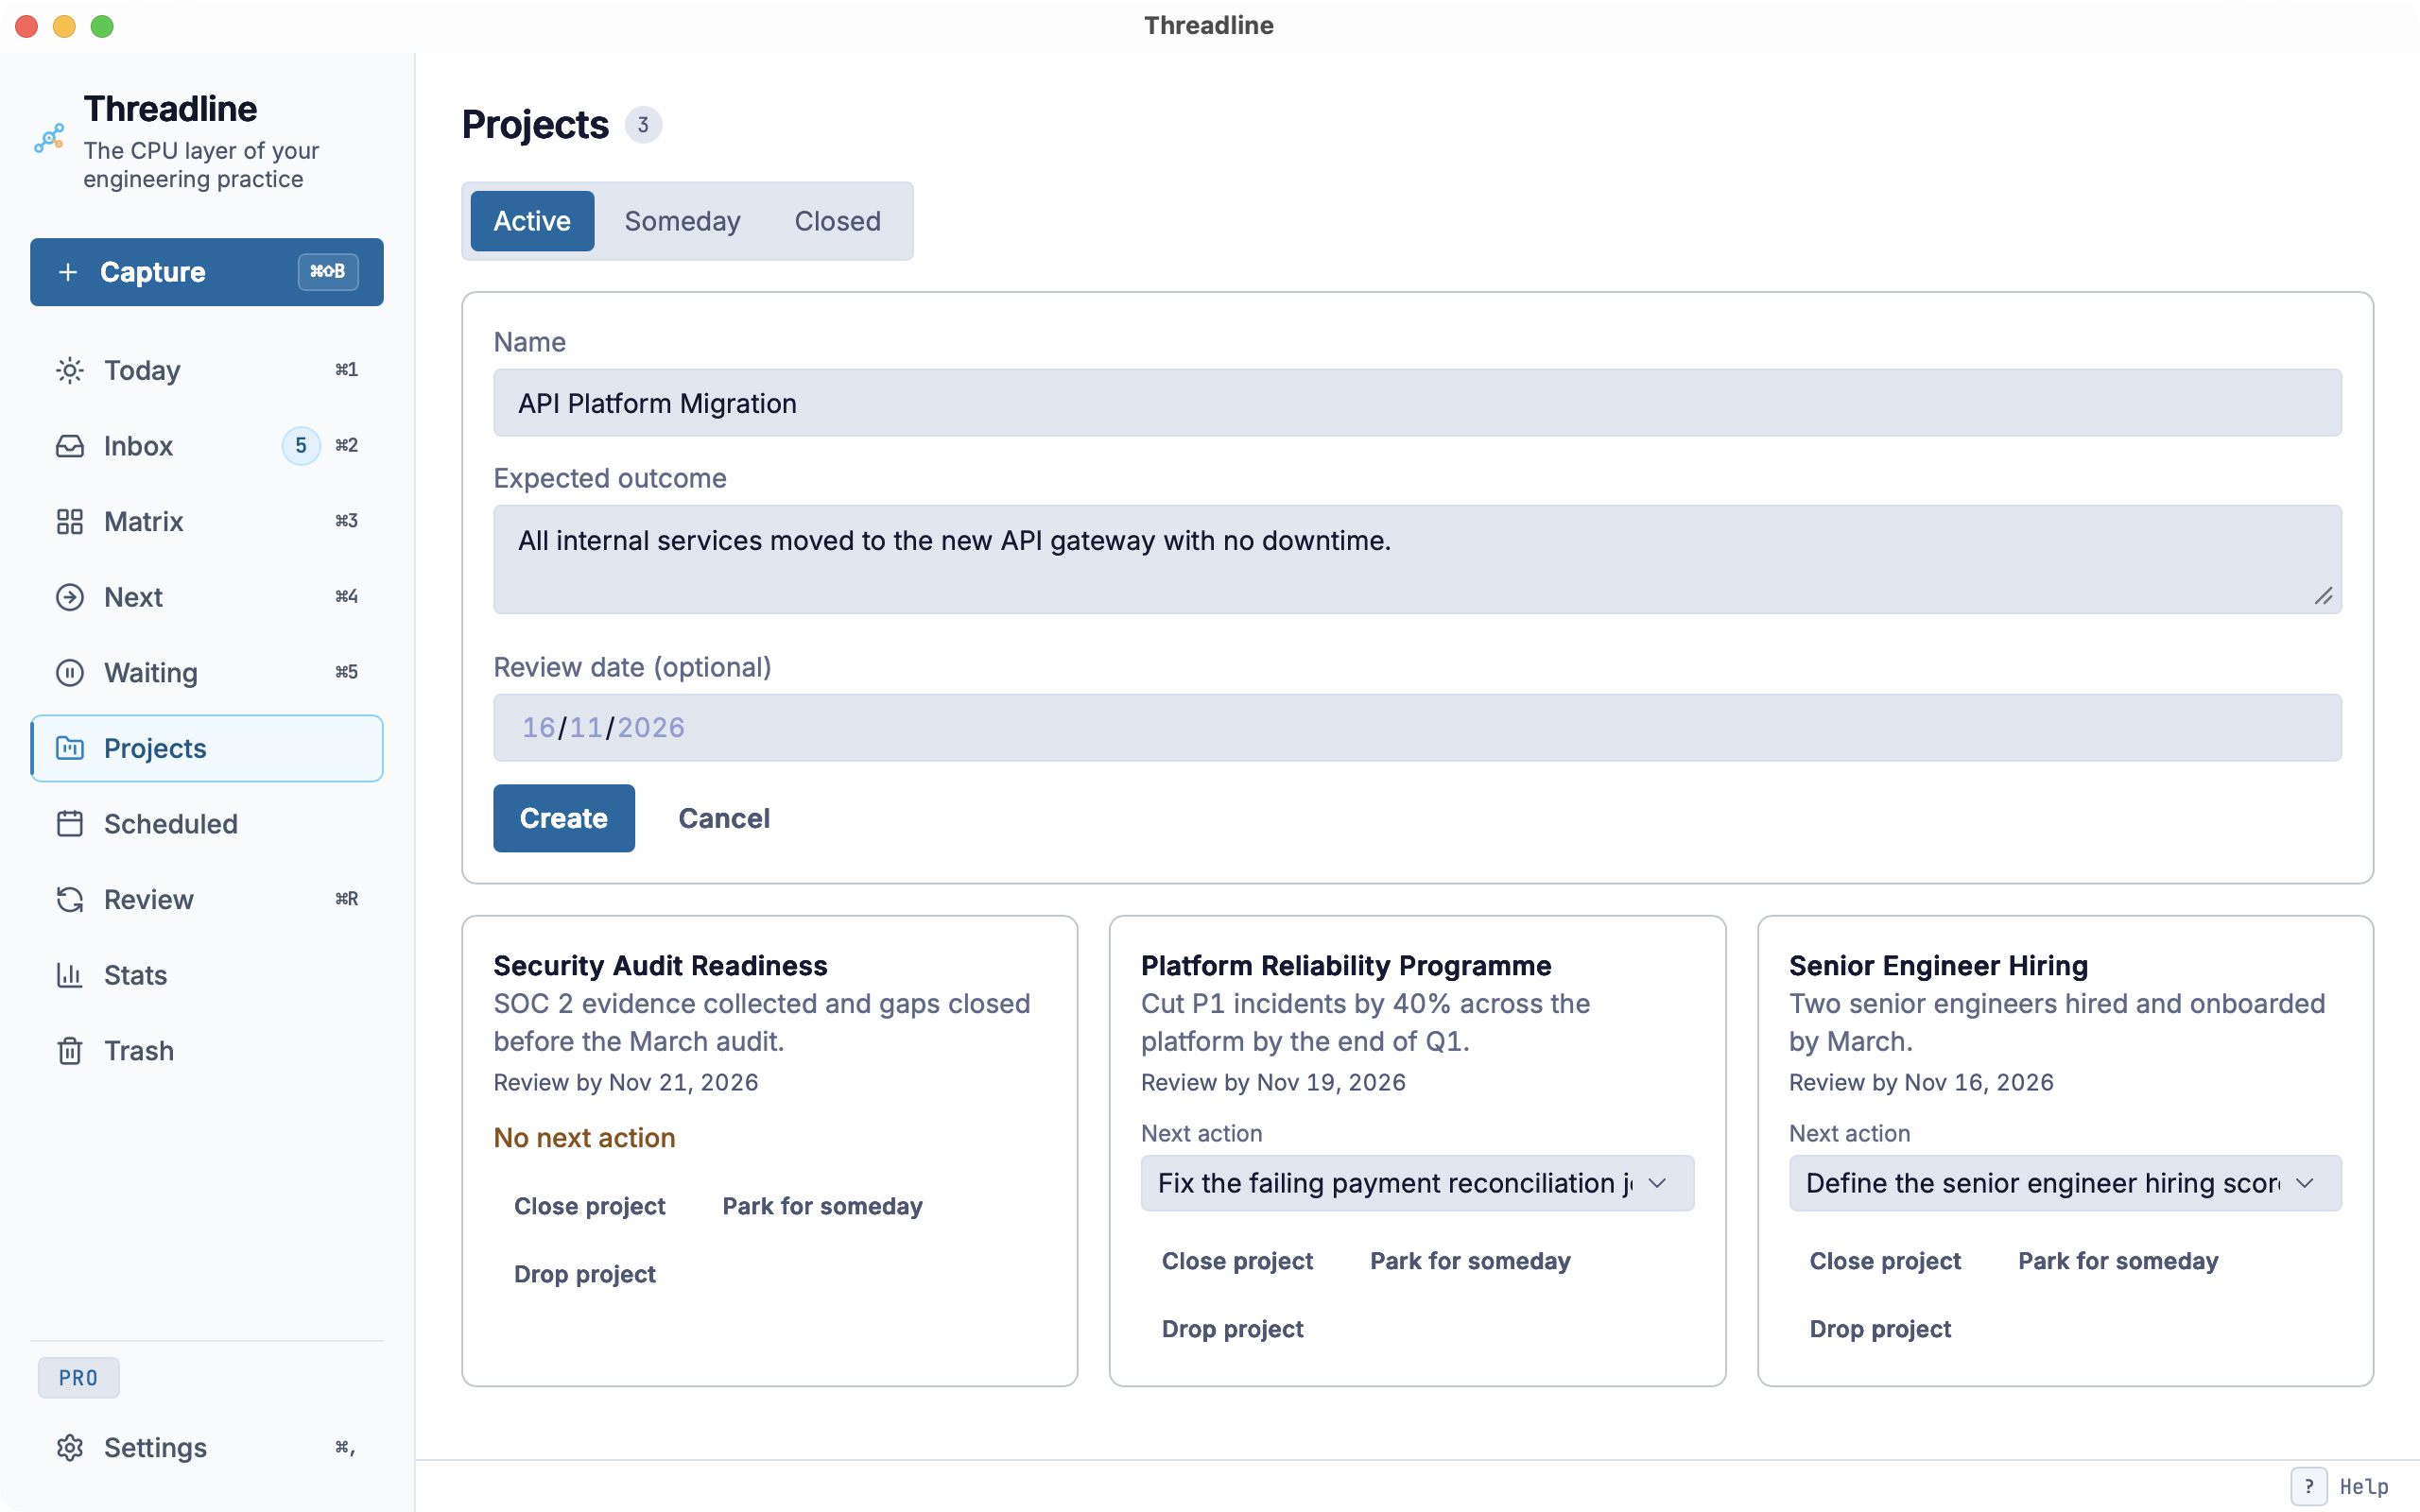 Threadline
Threadline
The CPU layer of your
engineering practice
+ Capture ⌘⇧B
Today ⌘1
Inbox 5 ⌘2
Matrix ⌘3
Next ⌘4
Waiting ⌘5
Projects
Scheduled
Review ⌘R
Stats
Trash
PRO
Settings ⌘,
Projects 3
Active Someday Closed
Name
API Platform Migration
Expected outcome
All internal services moved to the new API gateway with no downtime.
Review date (optional)
16/11/2026
Create Cancel
Security Audit Readiness
SOC 2 evidence collected and gaps closed
before the March audit.
Review by Nov 21, 2026
No next action
Close project Park for someday
Drop project
Platform Reliability Programme
Cut P1 incidents by 40% across the
platform by the end of Q1.
Review by Nov 19, 2026
Next action
Fix the failing payment reconciliation
Close project Park for someday
Drop project
Senior Engineer Hiring
Two senior engineers hired and onboarded
by March.
Review by Nov 16, 2026
Next action
Define the senior engineer hiring
Close project Park for someday
Drop project
? Help